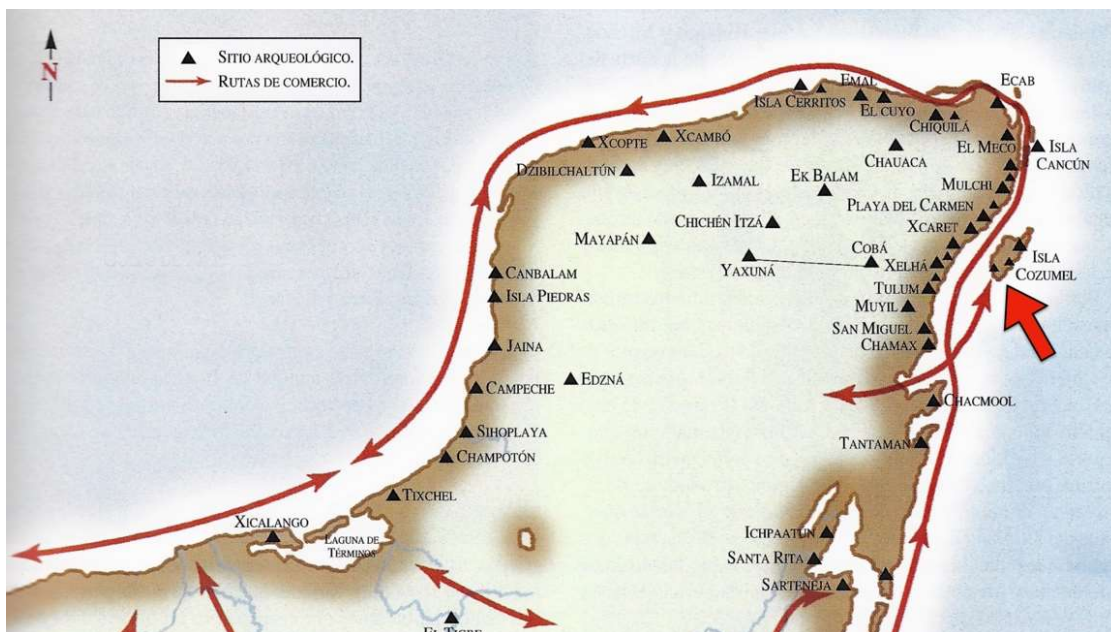 N
SITIO ARQUEOLÓGICO.
RUTAS DE COMERCIO.
ECAB
EMAL
ISLA CERRITOS
EL CUYO
CHIQUILÁ
XCOPTE
XCAMBÓ
EL MECO
ISLA
CANCÚN
CHAUACA
DZIBILCHALTÚN
IZAMAL
EK BALAM
MULCHI
PLAYA DEL CARMEN
CHICHÉN ITZÁ
XCARET
MAYAPÁN
COBÁ
ISLA
COZUMEL
YAXUNÁ
XELHÁ
CANBALAM
TULUM
ISLA PIEDRAS
MUYIL
SAN MIGUEL
JAINA
CHAMAX
EDZNÁ
CAMPECHE
CHACMOOL
SIHOPLAYA
TANTAMAN
CHAMPOTÓN
TIXCHEL
XICALANGO
LAGUNA DE
TÉRMINOS
ICHPAATÚN
SANTA RITA
SARTENEJA
EL TIGRE